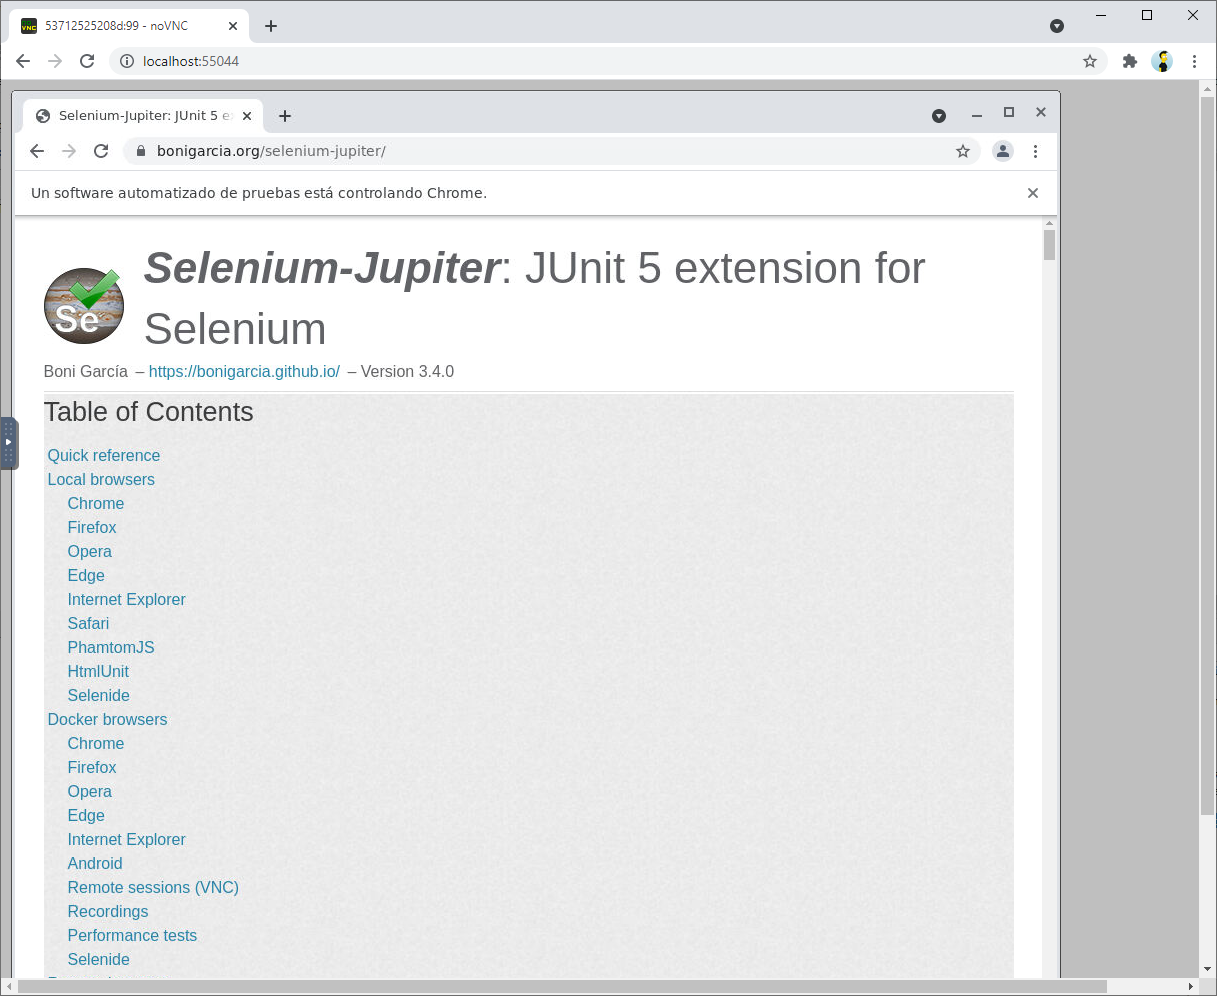 53712525208d:99 - noVNC
localhost:55044
Selenium-Jupiter: JUnit 5 e
bonigarcia.org/selenium-jupiter/
Un software automatizado de pruebas está controlando Chrome.
Se
Selenium-Jupiter: JUnit 5 extension for
Selenium
Boni García – https://bonigarcia.github.io/ – Version 3.4.0
Table of Contents
Quick reference
Local browsers
Chrome
Firefox
Opera
Edge
Internet Explorer
Safari
PhamtomJS
HtmlUnit
Selenide
Docker browsers
Chrome
Firefox
Opera
Edge
Internet Explorer
Android
Remote sessions (VNC)
Recordings
Performance tests
Selenide